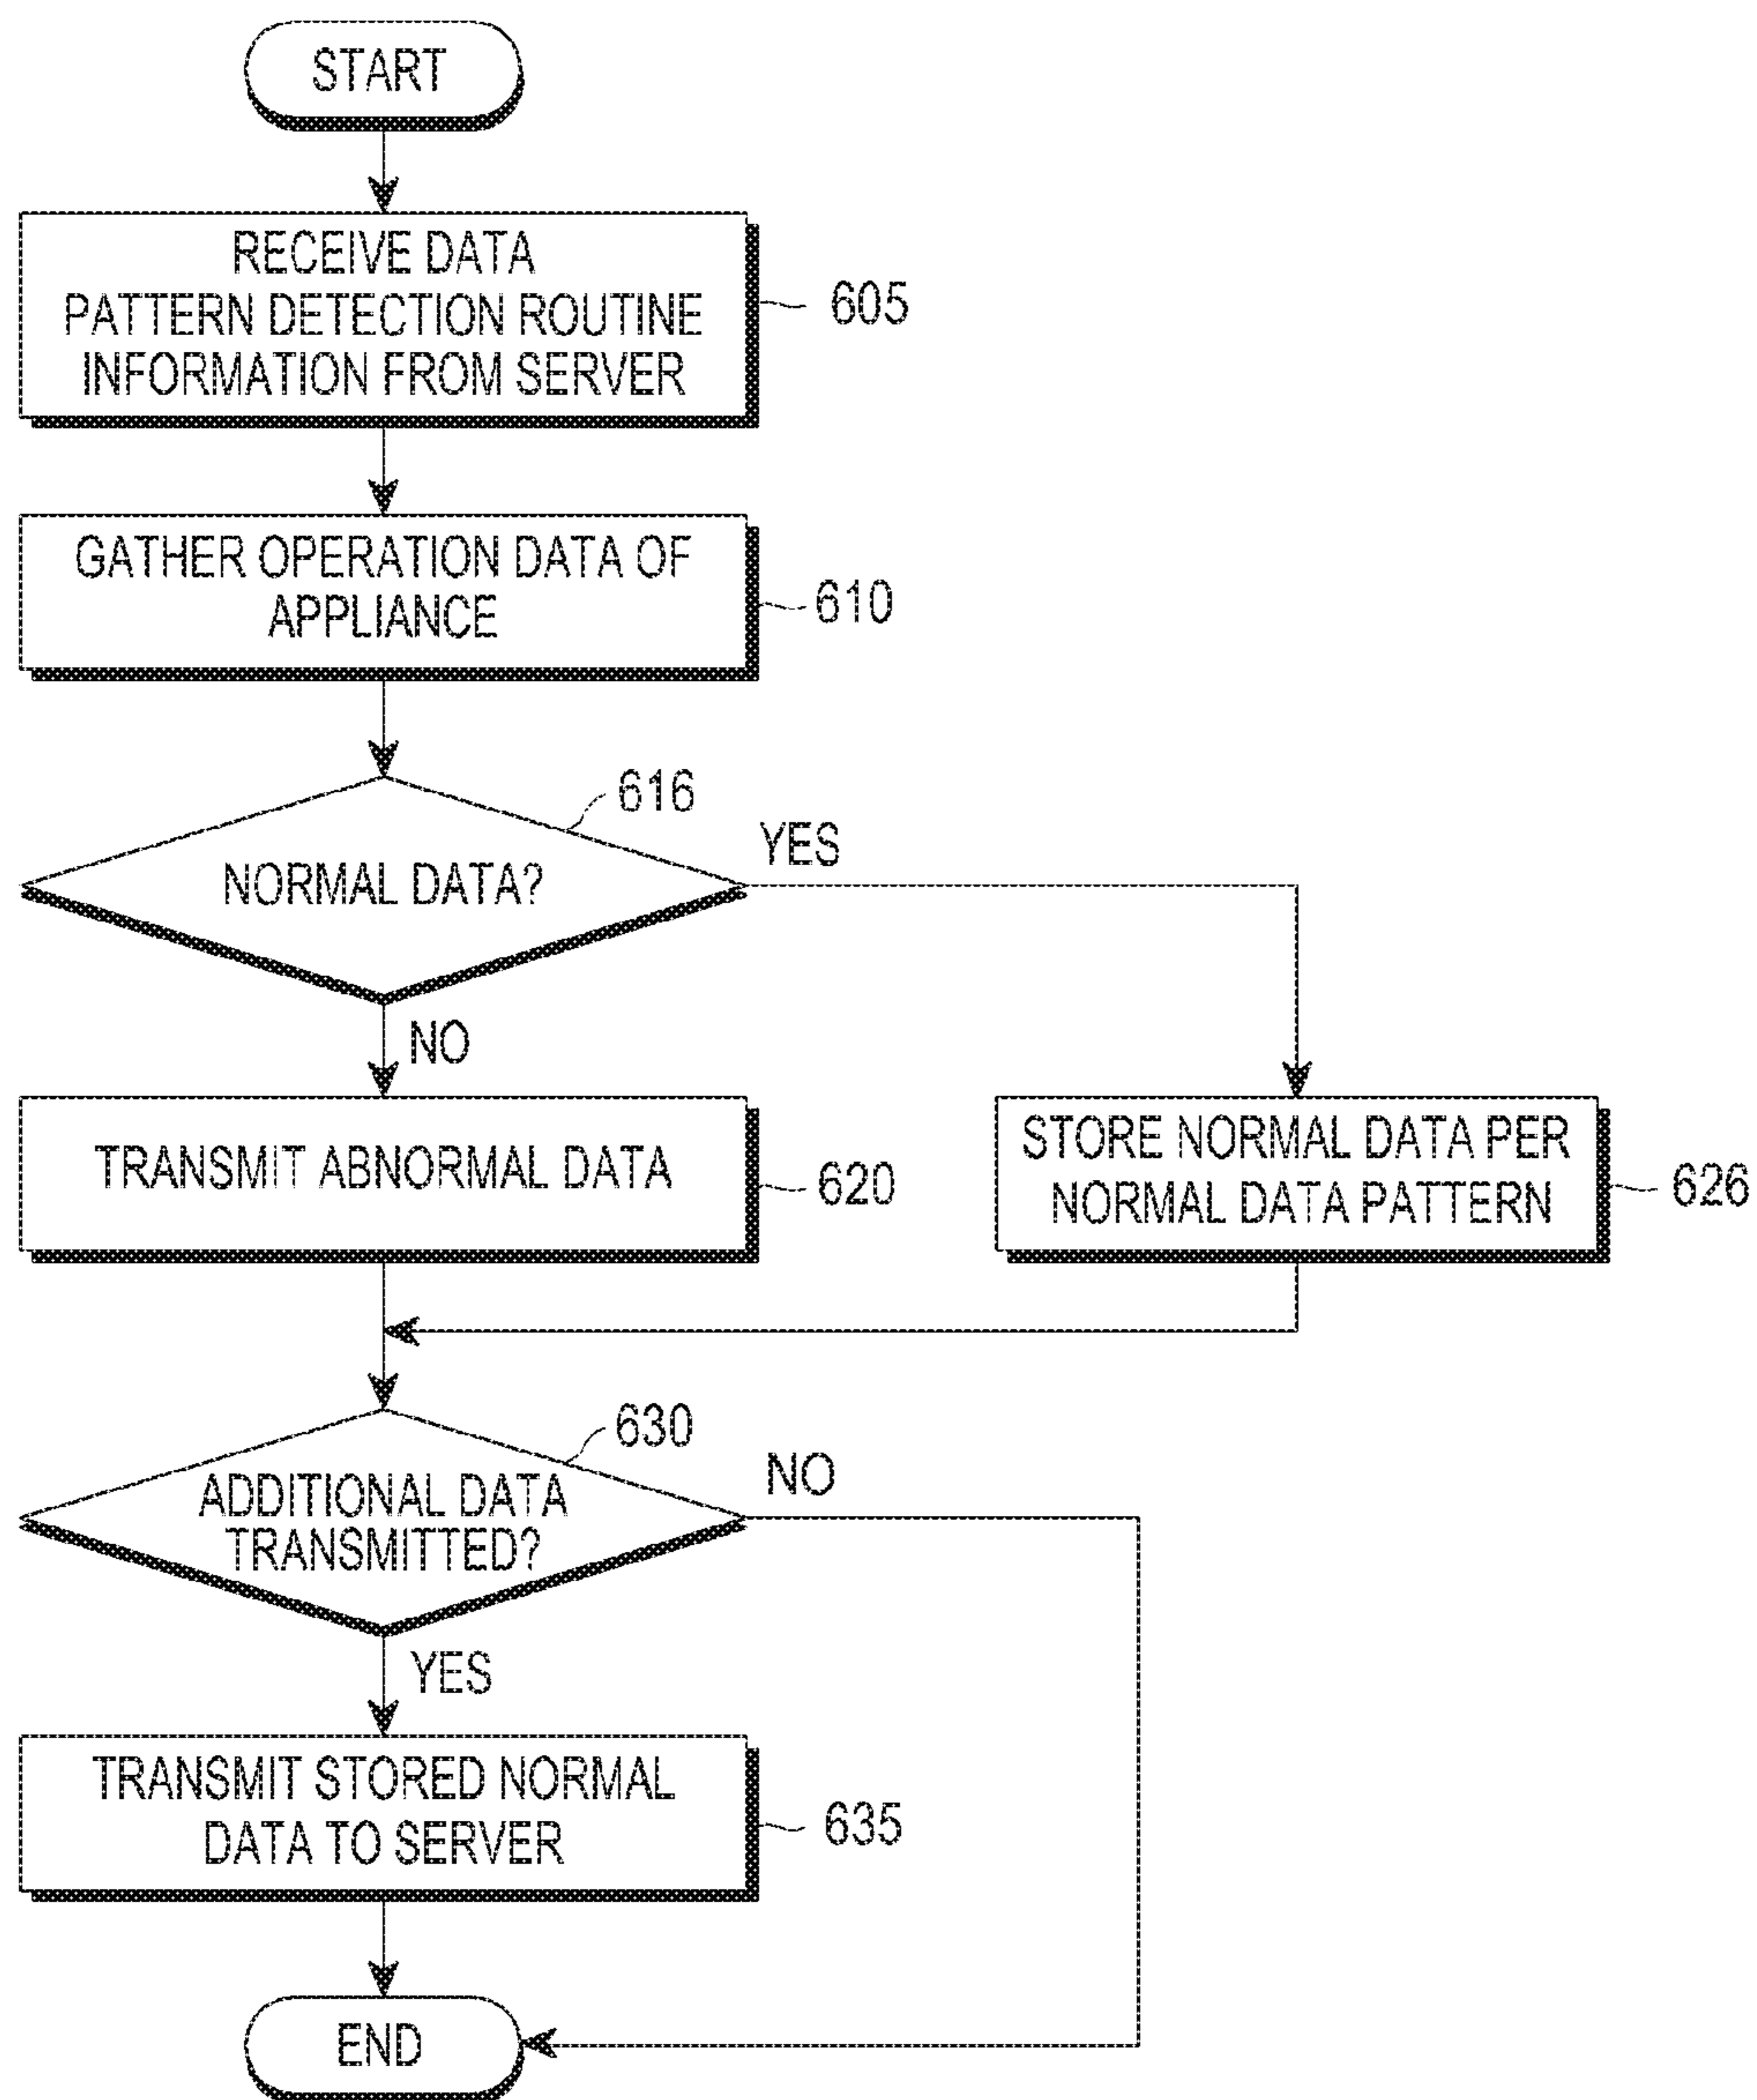 START
RECEIVE DATA
PATTERN DETECTION ROUTINE
INFORMATION FROM SERVER
605
GATHER OPERATION DATA OF
APPLIANCE
610
616
NORMAL DATA?
YES
NO
TRANSMIT ABNORMAL DATA
620
STORE NORMAL DATA PER
NORMAL DATA PATTERN
626
630
ADDITIONAL DATA
TRANSMITTED?
NO
YES
TRANSMIT STORED NORMAL
DATA TO SERVER
635
END